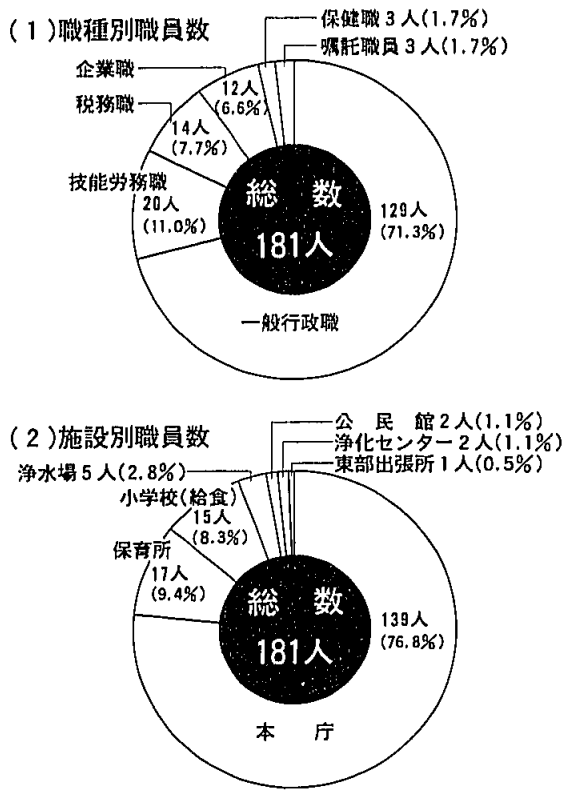 (1)職種別職員数
保健職3人(1.7%)
嘱託職員3人(1.7%)
企業職
12人
(6.6%)
税務職
14人
(7.7%)
技能労務職
20人
(11.0%)
総 数
181人
129人
(71.3%)
一般行政職
(2)施設別職員数
公 民 館2人(1.1%)
浄化センター2人(1.1%)
東部出張所1人(0.5%)
浄水場5人(2.8%)
小学校(給食)
15人
(8.3%)
保育所
17人
(9.4%)
総 数
181人
139人
(76.8%)
本 庁